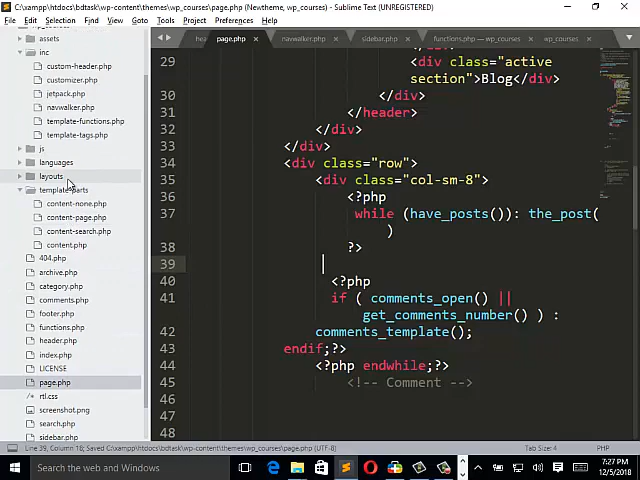 C:\xampp\htdocs\bdtask\wp-content\themes\wp_courses\page.php (Newtheme, wp_courses) - Sublime Text (UNREGISTERED)
File Edit Selection Find View Goto Tools Project Preferences Help
page.php × navwalker.php × sidebar.php × functions.php — wp_courses × wp_courses ×
assets
inc
custom-header.php
customizer.php
jetpack.php
navwalker.php
template-functions.php
template-tags.php
js
languages
layouts
content-none.php
content-page.php
content-search.php
content.php
404.php
archive.php
category.php
comments.php
footer.php
functions.php
header.php
index.php
LICENSE
page.php
rtl.css
screenshot.png
search.php
sidebar.php
29 <div class="active
section">Blog</div>
30 </div>
31 </header>
32 </div>
33 </div>
34 <div class="row">
35 <div class="col-sm-8">
36 <?php
37 while (have_posts()): the_post(
)
38 ?>
39
40 <?php
41 if ( comments_open() ||
get_comments_number() ) :
42 comments_template();
43 endif;?>
44 <?php endwhile;?>
45 <!-- Comment -->
46
47
48
Line 39, Column 16; Saved C:\xampp\htdocs\bdtask\wp-content\themes\wp_courses\page.php (UTF-8) Tab Size: 4 PHP
Search the web and Windows
7:27 PM
12/5/2018